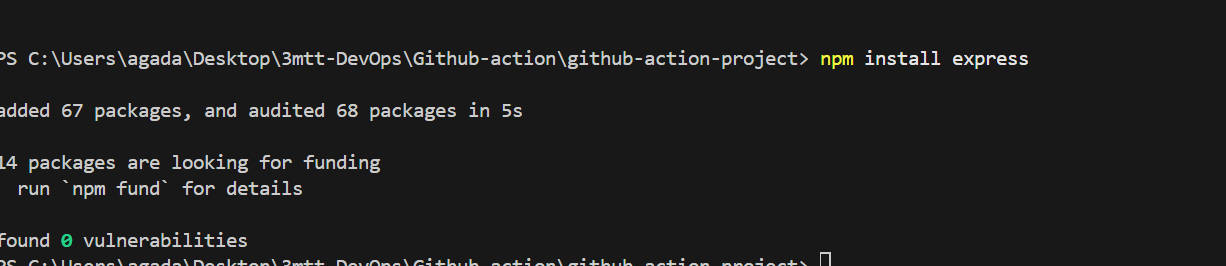 PS C:\Users\agada\Desktop\3mtt-DevOps\Github-action\github-action-project> npm install express
added 67 packages, and audited 68 packages in 5s
14 packages are looking for funding
run `npm fund` for details
found 0 vulnerabilities
PS C:\Users\agada\Desktop\3mtt-DevOps\Github-action\github-action-project>